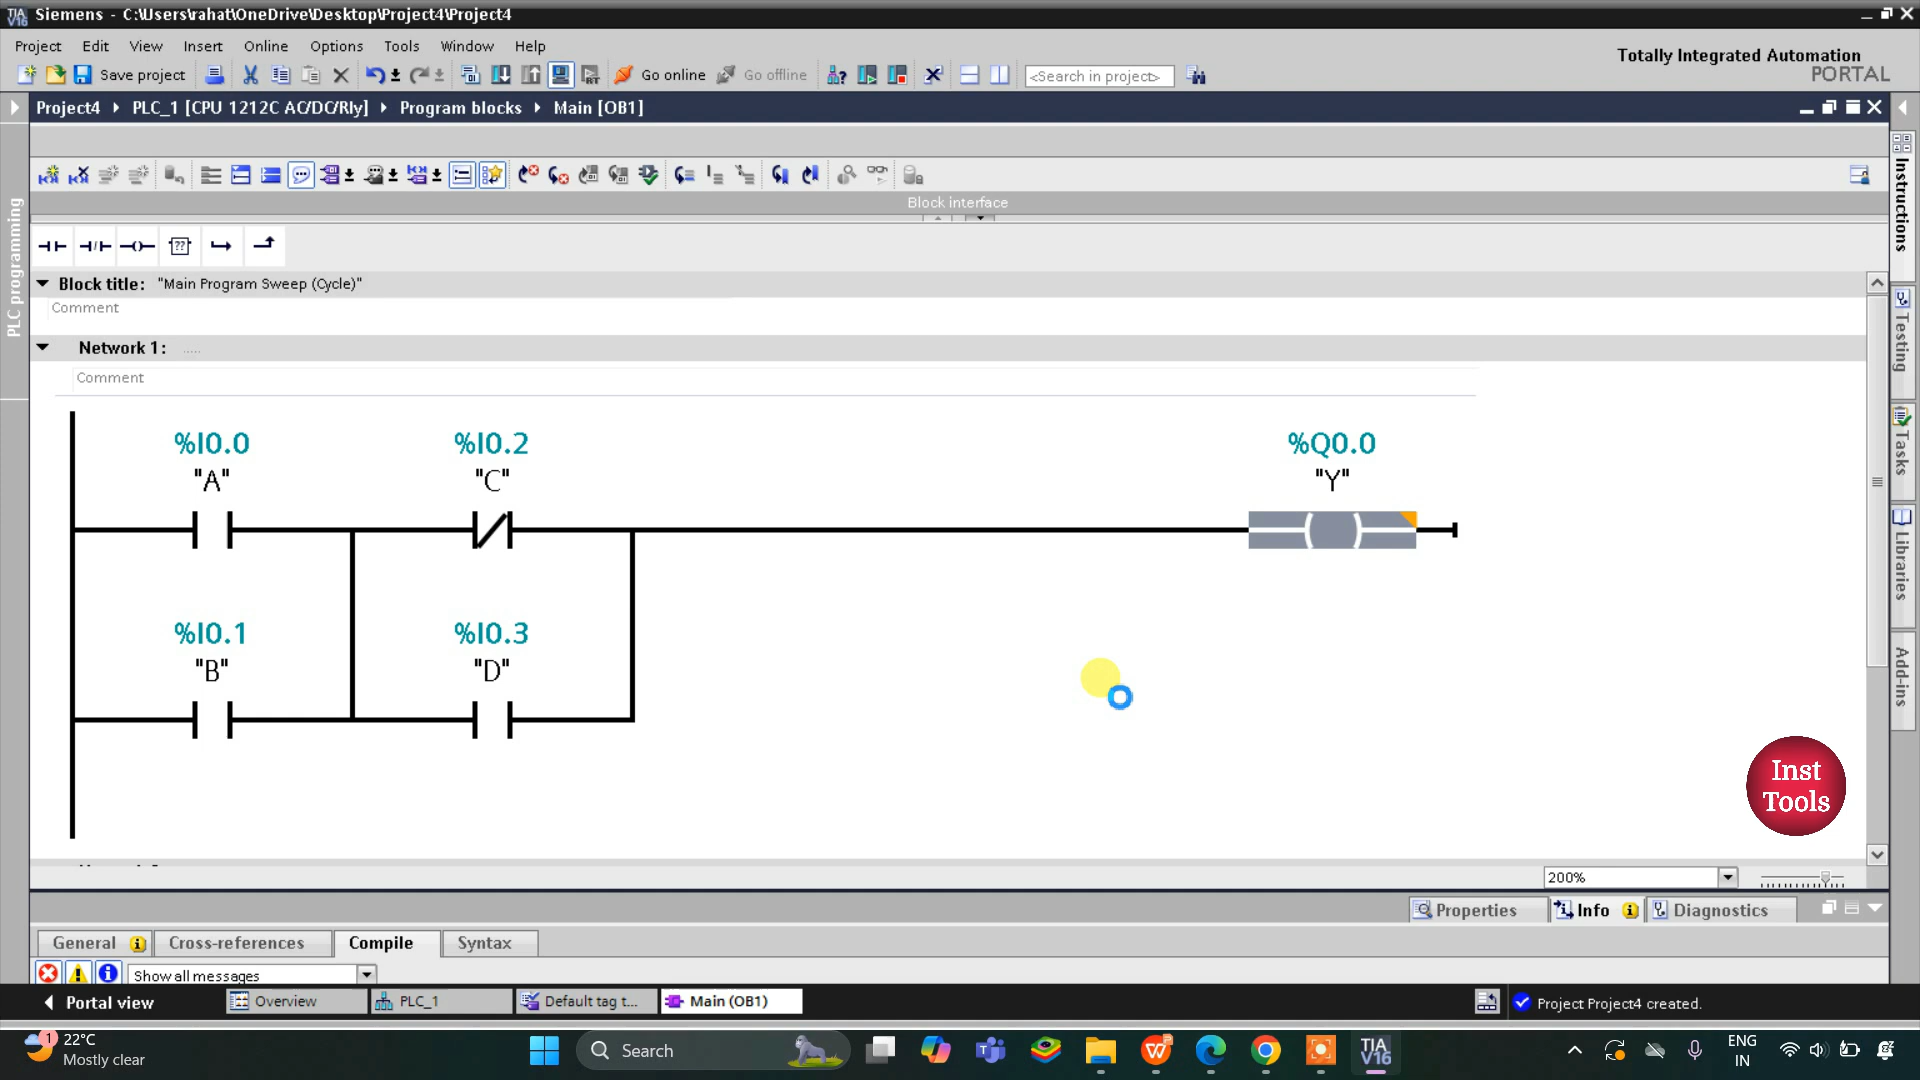 Siemens - C:\Users\rahat\OneDrive\Desktop\Project4\Project4
Project Edit View Insert Online Options Tools Window Help
Totally Integrated Automation
PORTAL
Save project Go online Go offline <Search in project>
Project4 PLC_1 [CPU 1212C AC/DC/Rly] Program blocks Main [OB1]
Block interface
??
Block title: "Main Program Sweep (Cycle)"
Comment
Network 1: .....
Comment
%I0.0 %I0.2 %Q0.0
"A" "C" "Y"
%I0.1 %I0.3
"B" "D"
PLC programming
Instructions
Testing
Tasks
Libraries
Add-ins
Inst
Tools
200%
Properties Info Diagnostics
General Cross-references Compile Syntax
Show all messages
Portal view Overview PLC_1 Default tag t... Main (OB1) Project Project4 created.
1 22°C
Mostly clear
Search
TIA
V16
ENG
IN